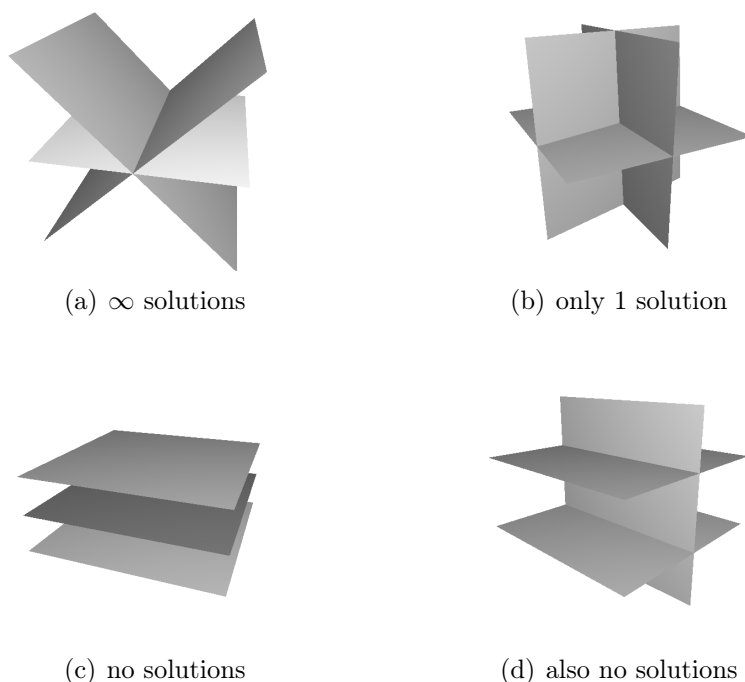 (a) ∞ solutions
(b) only 1 solution
(c) no solutions
(d) also no solutions